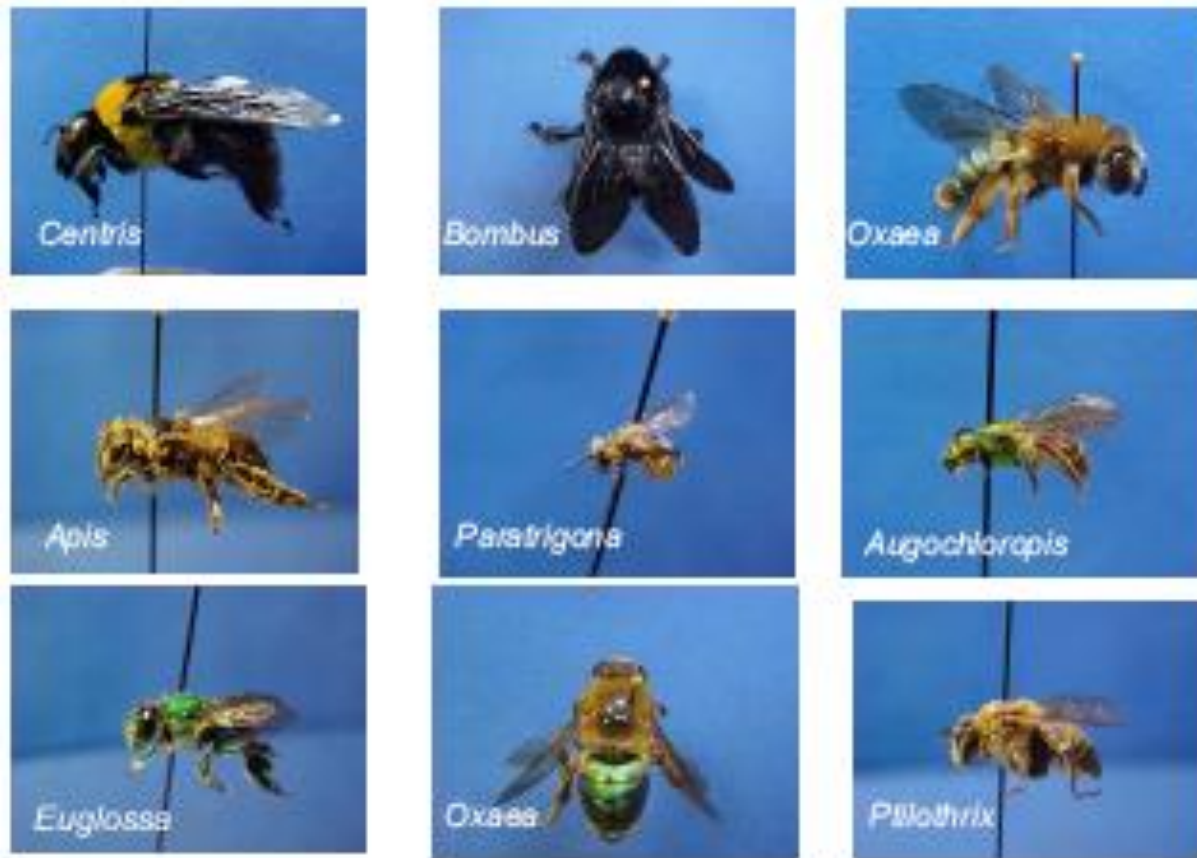 Centris
Bombus
Oxaea
Apis
Paratrigona
Augochloropis
Euglossa
Oxaea
Ptilothrix